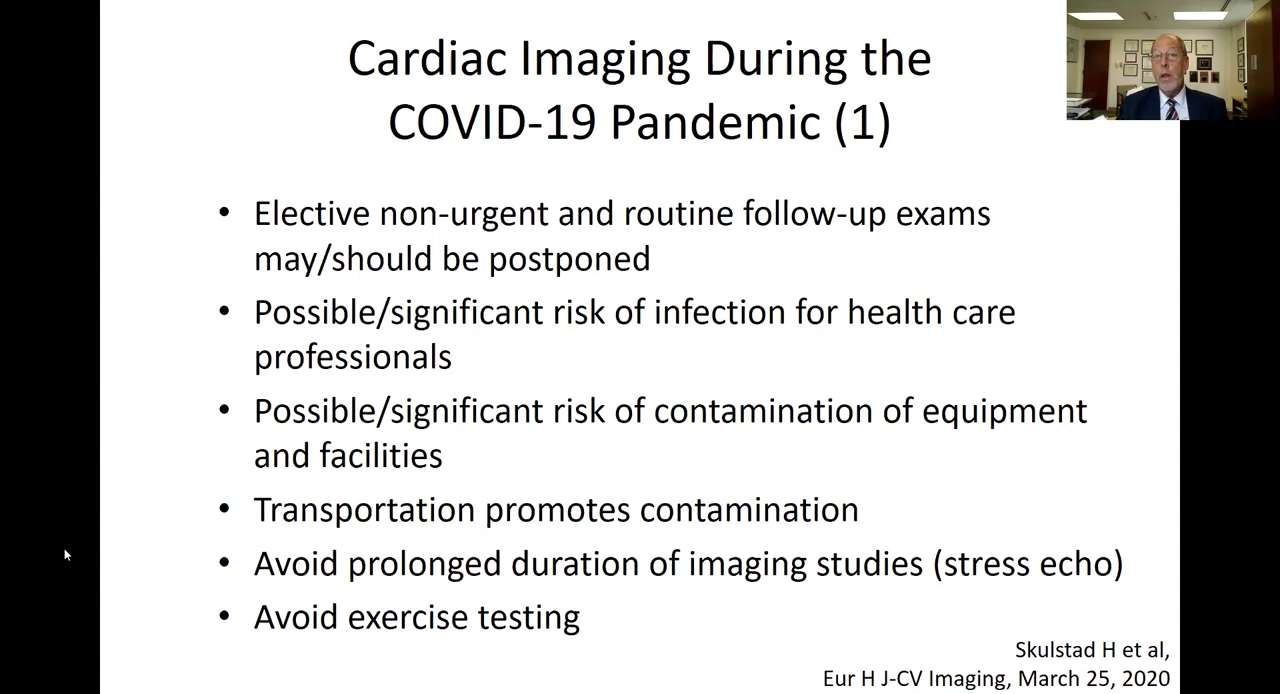 Cardiac Imaging During the
COVID-19 Pandemic (1)
• Elective non-urgent and routine follow-up exams
may/should be postponed
• Possible/significant risk of infection for health care
professionals
• Possible/significant risk of contamination of equipment
and facilities
• Transportation promotes contamination
• Avoid prolonged duration of imaging studies (stress echo)
• Avoid exercise testing
Skulstad H et al,
Eur H J-CV Imaging, March 25, 2020